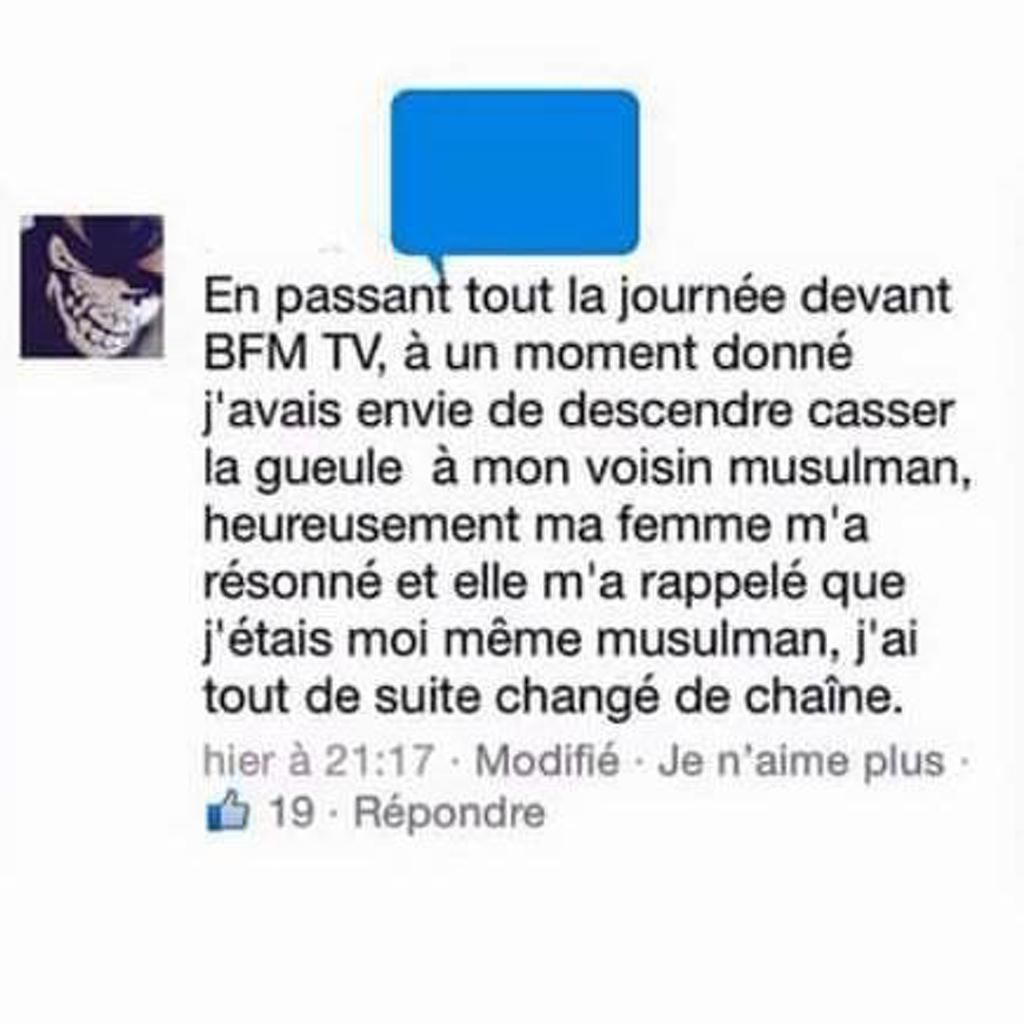 En passant tout la journée devant
BFM TV, à un moment donné
j'avais envie de descendre casser
la gueule à mon voisin musulman,
heureusement ma femme m'a
résonné et elle m'a rappelé que
j'étais moi même musulman, j'ai
tout de suite changé de chaîne.
hier à 21:17 · Modifié · Je n'aime plus ·
19 · Répondre